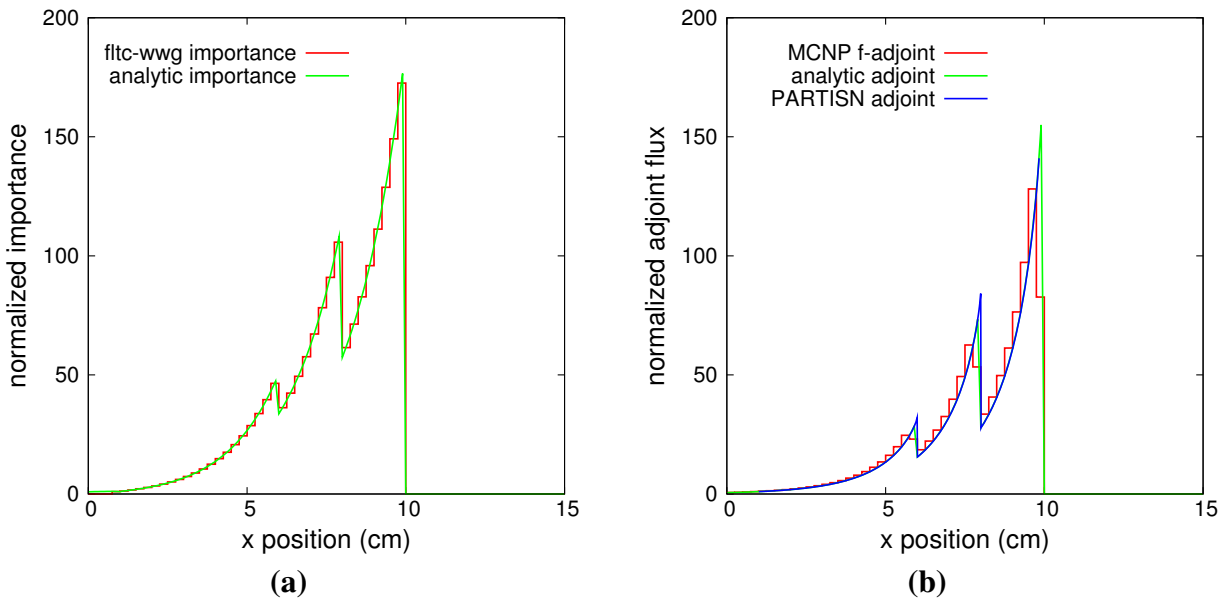 200
150
100
50
0
normalized importance
fltc-wwg importance
analytic importance
0 5 10 15
x position (cm)
(a)
200
150
100
50
0
normalized adjoint flux
MCNP f-adjoint
analytic adjoint
PARTISN adjoint
0 5 10 15
x position (cm)
(b)